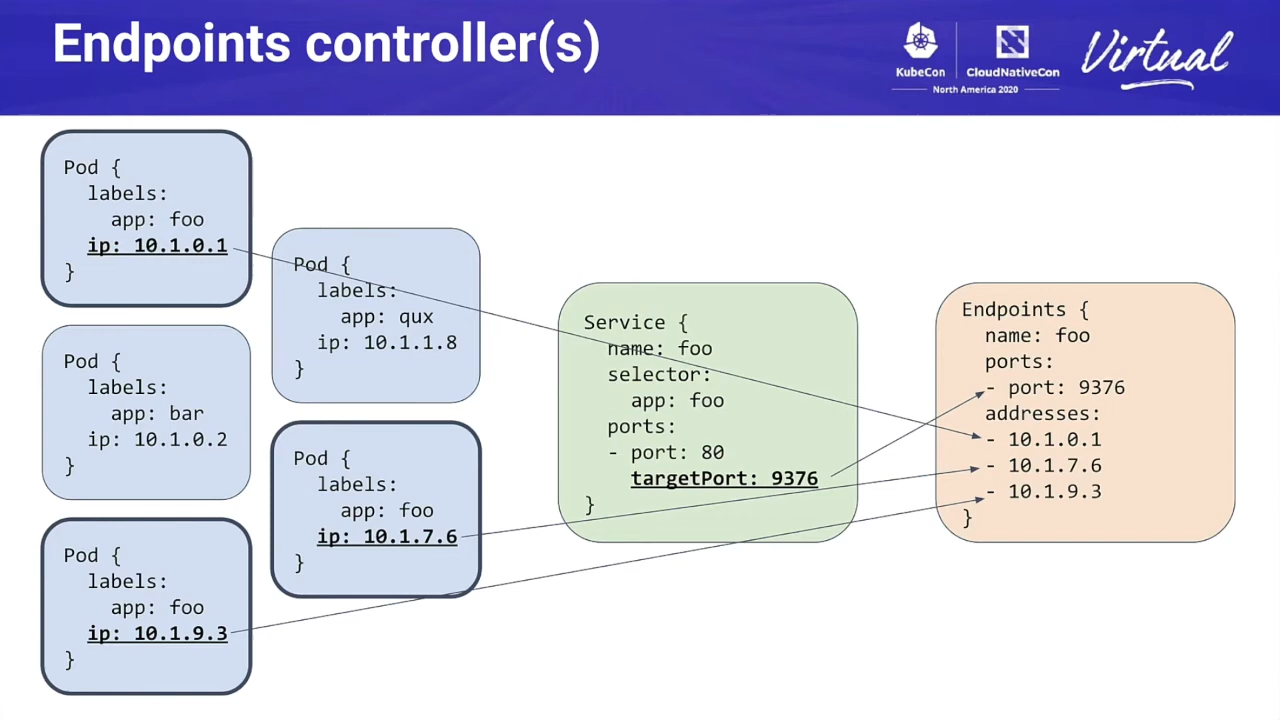 Endpoints controller(s)
KubeCon
CloudNativeCon
North America 2020
Virtual
Pod {
labels:
app: foo
ip: 10.1.0.1
}
Pod {
labels:
app: bar
ip: 10.1.0.2
}
Pod {
labels:
app: foo
ip: 10.1.9.3
}
Pod {
labels:
app: qux
ip: 10.1.1.8
}
Pod {
labels:
app: foo
ip: 10.1.7.6
}
Service {
name: foo
selector:
app: foo
ports:
- port: 80
targetPort: 9376
}
Endpoints {
name: foo
ports:
- port: 9376
addresses:
- 10.1.0.1
- 10.1.7.6
- 10.1.9.3
}